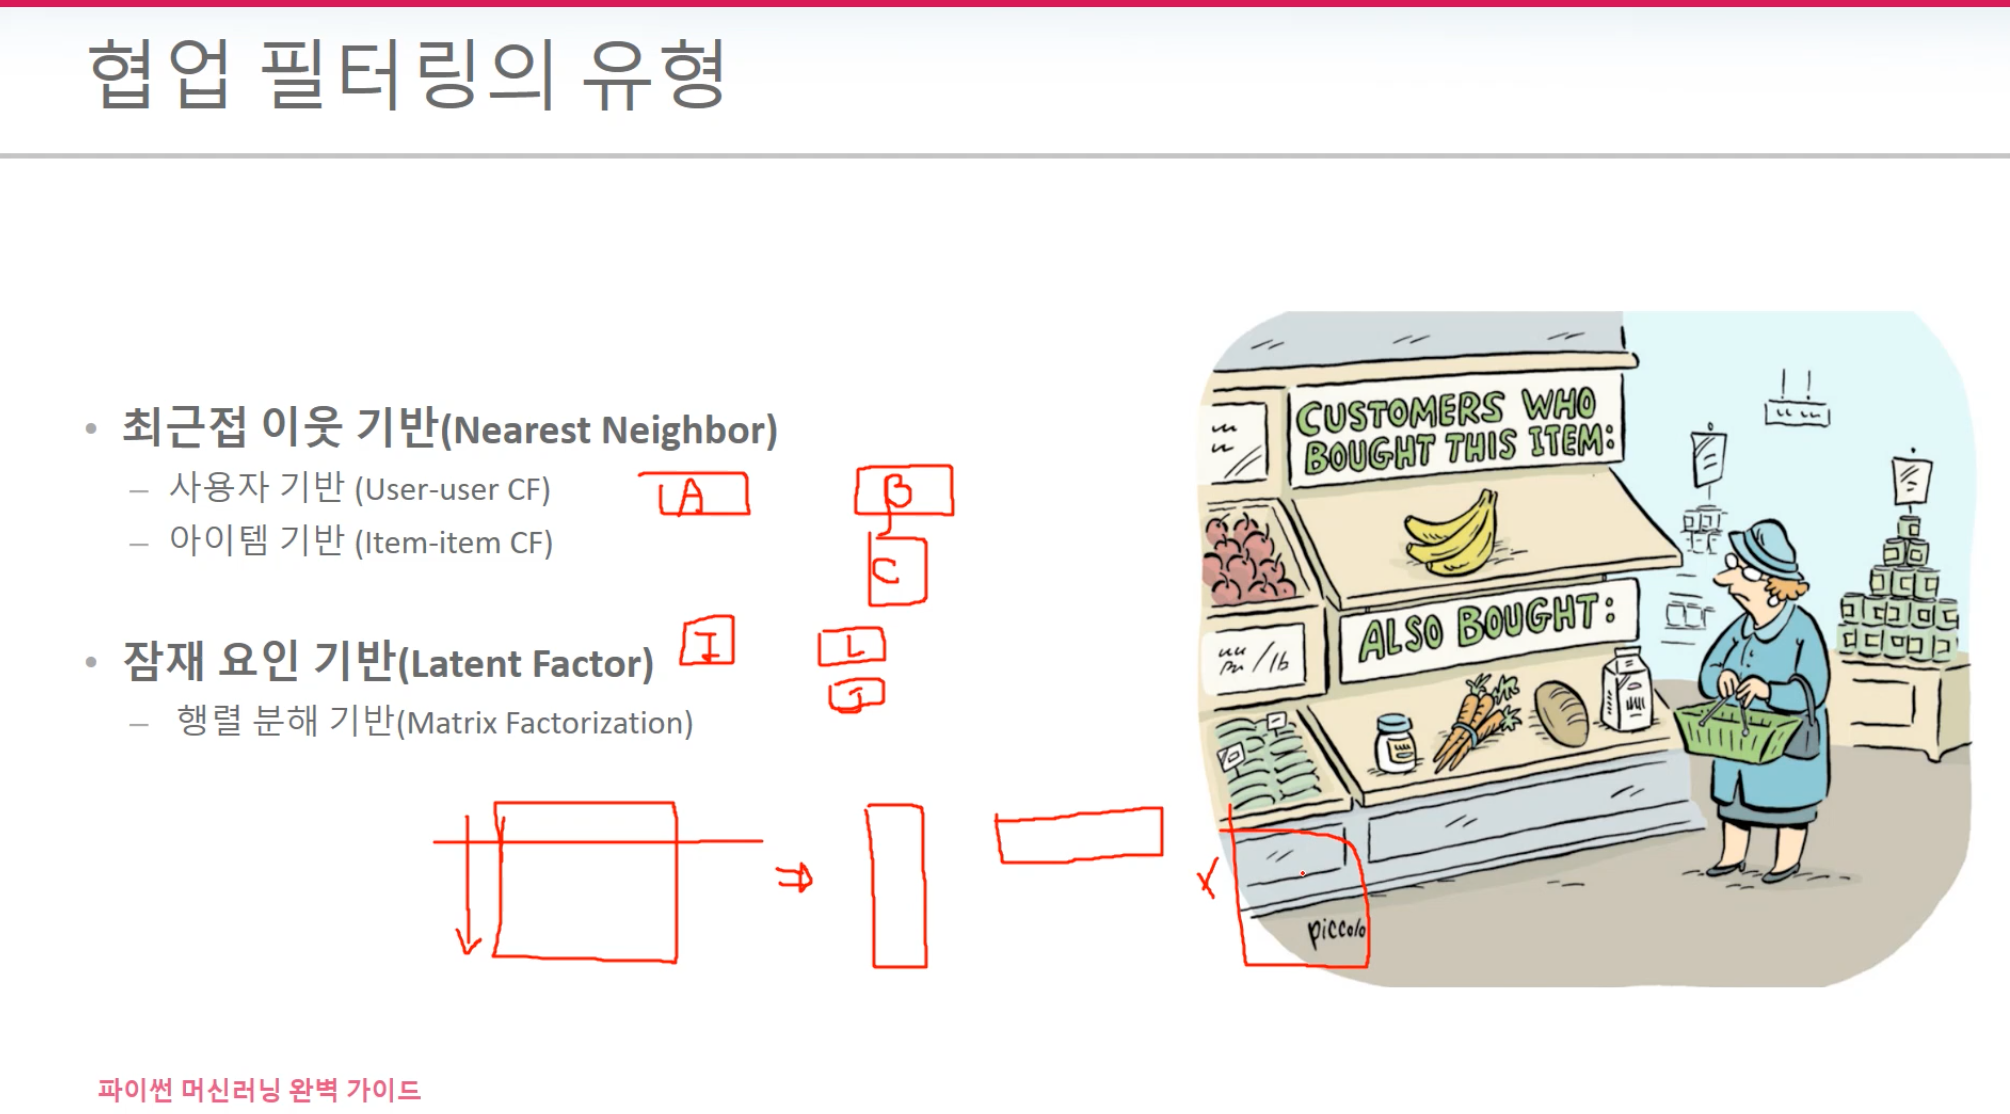 협업 필터링의 유형
• 최근접 이웃 기반(Nearest Neighbor)
– 사용자 기반 (User-user CF)
– 아이템 기반 (Item-item CF)
A
B
C
• 잠재 요인 기반(Latent Factor)
– 행렬 분해 기반(Matrix Factorization)
I
L
J
CUSTOMERS WHO
BOUGHT THIS ITEM:
ALSO BOUGHT:
/lb
piccolo
파이썬 머신러닝 완벽 가이드